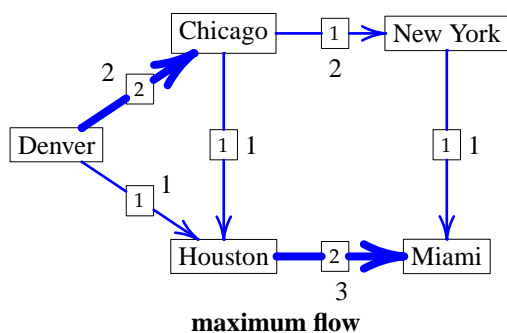 Chicago 1 New York
2
2 2
Denver 1 1 1 1
1 1
Houston 2 Miami
3
maximum flow